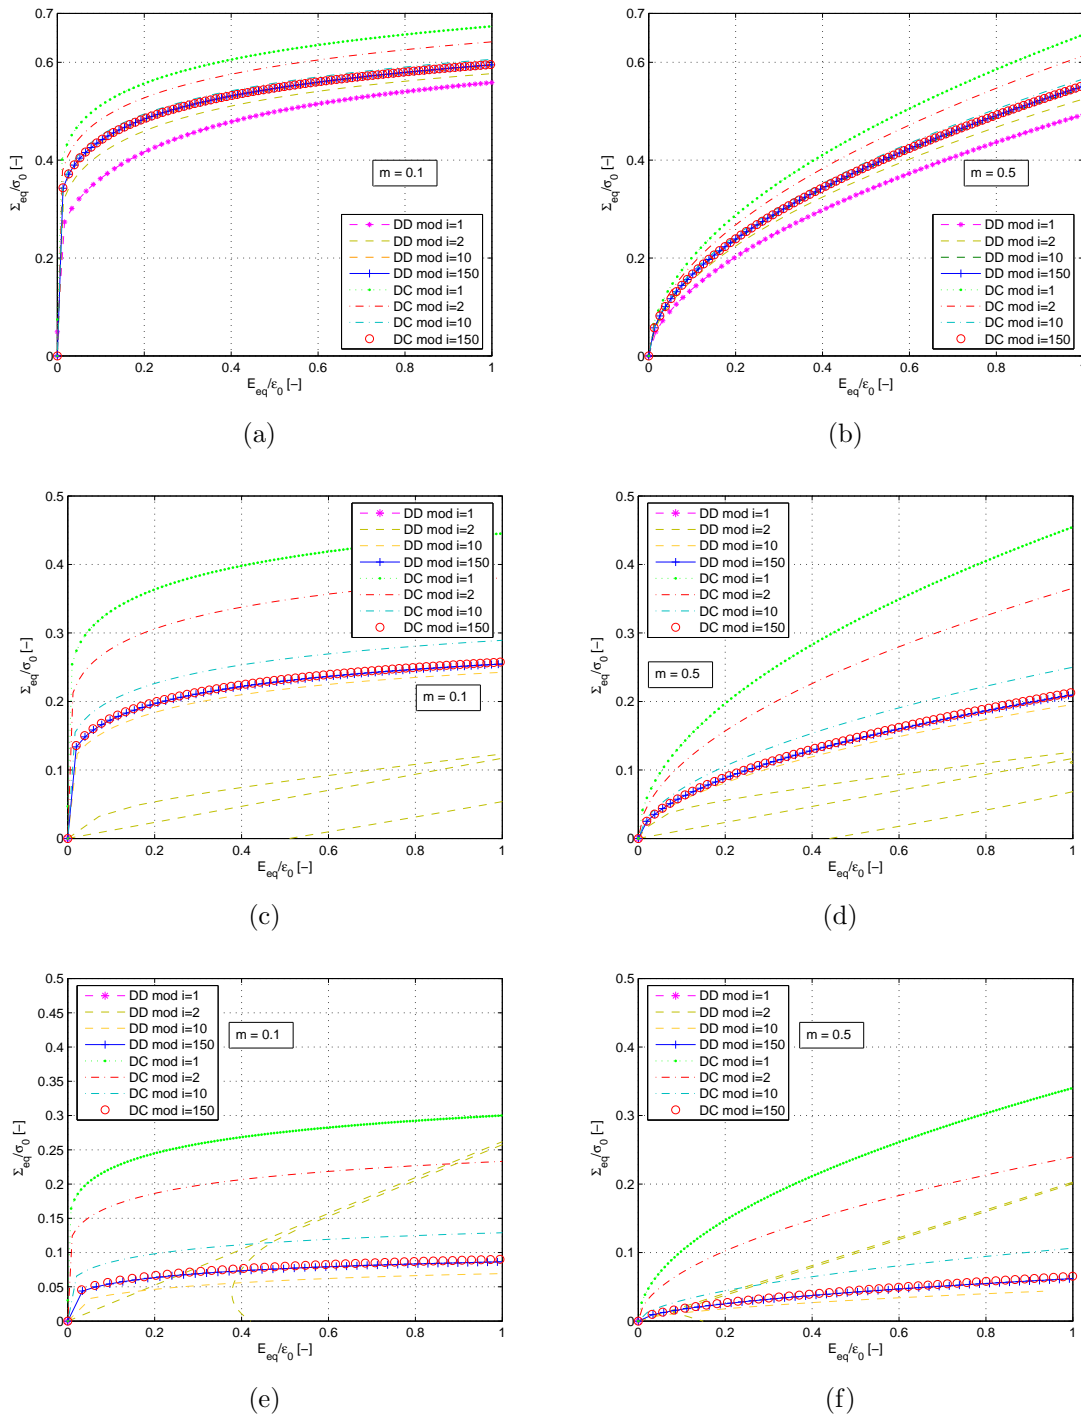 0.7
0.6
0.4
0.2
0
Σeq/σ0 [−]
m = 0.1
DD mod i=1
DD mod i=2
DD mod i=10
DD mod i=150
DC mod i=1
DC mod i=2
DC mod i=10
DC mod i=150
0 0.2 0.4 0.6 0.8 1
Eeq/ε0 [−]
(a)
0.7
0.6
0.4
0.2
0
Σeq/σ0 [−]
m = 0.5
DD mod i=1
DD mod i=2
DD mod i=10
DD mod i=150
DC mod i=1
DC mod i=2
DC mod i=10
DC mod i=150
0 0.2 0.4 0.6 0.8 1
Eeq/ε0 [−]
(b)
0.5
0.4
0.3
0.2
0.1
0
Σeq/σ0 [−]
DD mod i=1
DD mod i=2
DD mod i=10
DD mod i=150
DC mod i=1
DC mod i=2
DC mod i=10
DC mod i=150
m = 0.1
0 0.2 0.4 0.6 0.8 1
Eeq/ε0 [−]
(c)
0.5
0.4
0.3
0.2
0.1
0
Σeq/σ0 [−]
DD mod i=1
DD mod i=2
DD mod i=10
DD mod i=150
DC mod i=1
DC mod i=2
DC mod i=10
DC mod i=150
m = 0.5
0 0.2 0.4 0.6 0.8 1
Eeq/ε0 [−]
(d)
0.5
0.45
0.4
0.35
0.3
0.25
0.2
0.15
0.1
0.05
0
Σeq/σ0 [−]
DD mod i=1
DD mod i=2
DD mod i=10
DD mod i=150
DC mod i=1
DC mod i=2
DC mod i=10
DC mod i=150
m = 0.1
0 0.2 0.4 0.6 0.8 1
Eeq/ε0 [−]
(e)
0.5
0.4
0.3
0.2
0.1
0
Σeq/σ0 [−]
DD mod i=1
DD mod i=2
DD mod i=10
DD mod i=150
DC mod i=1
DC mod i=2
DC mod i=10
DC mod i=150
m = 0.5
0 0.2 0.4 0.6 0.8 1
Eeq/ε0 [−]
(f)